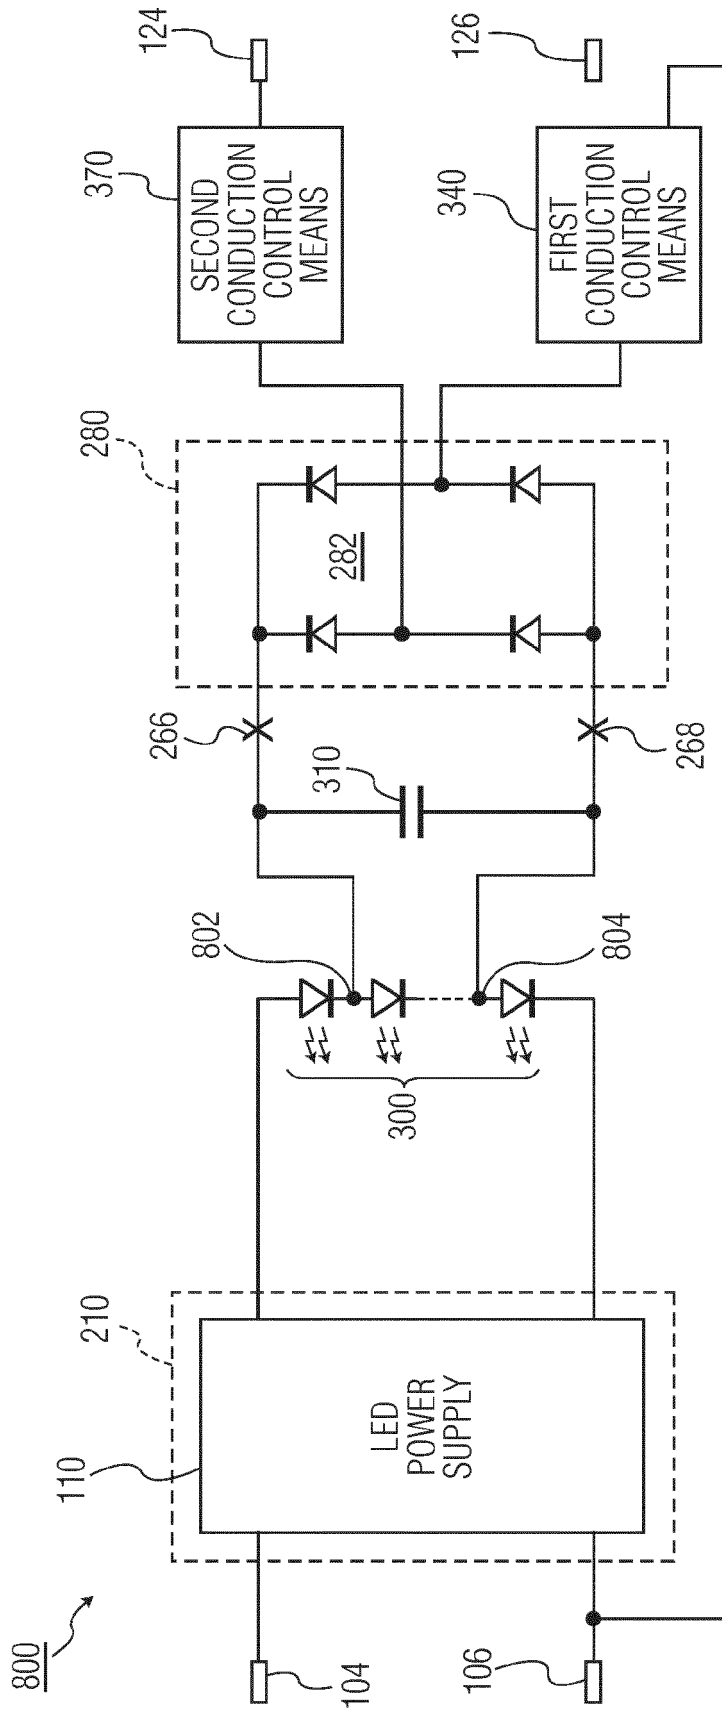 800
104
106
110
210
LED
POWER
SUPPLY
300
802
804
310
266
268
280
282
370
SECOND
CONDUCTION
CONTROL
MEANS
340
FIRST
CONDUCTION
CONTROL
MEANS
124
126